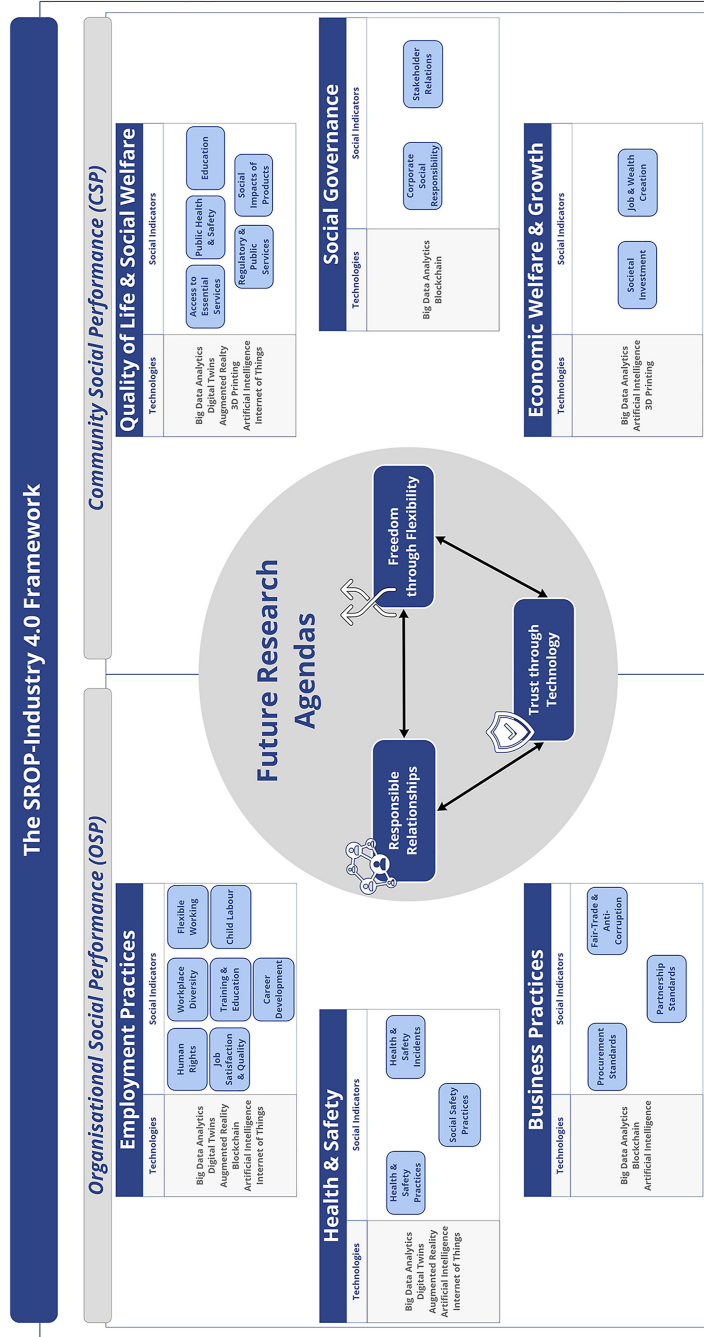 The SROP-Industry 4.0 Framework
Organisational Social Performance (OSP)
Employment Practices
Technologies
Social Indicators
Big Data Analytics
Digital Twins
Augmented Reality
Blockchain
Artificial Intelligence
Internet of Things
Human
Rights
Workplace
Diversity
Flexible
Working
Job
Satisfaction
& Quality
Training &
Education
Child Labour
Career
Development
Health & Safety
Technologies
Social Indicators
Big Data Analytics
Digital Twins
Augmented Reality
Artificial Intelligence
Internet of Things
Health &
Safety
Practices
Health &
Safety
Incidents
Social Safety
Practices
Business Practices
Technologies
Social Indicators
Big Data Analytics
Blockchain
Artificial Intelligence
Procurement
Standards
Fair-Trade &
Anti-
Corruption
Partnership
Standards
Future Research
Agendas
Responsible
Relationships
Freedom
through Flexibility
Trust through
Technology
Community Social Performance (CSP)
Quality of Life & Social Welfare
Technologies
Social Indicators
Big Data Analytics
Digital Twins
Augmented Realty
3D Printing
Artificial Intelligence
Internet of Things
Access to
Essential
Services
Public Health
& Safety
Education
Regulatory &
Public
Services
Social
Impacts of
Products
Social Governance
Technologies
Social Indicators
Big Data Analytics
Blockchain
Corporate
Social
Responsibility
Stakeholder
Relations
Economic Welfare & Growth
Technologies
Social Indicators
Big Data Analytics
Artificial Intelligence
3D Printing
Societal
Investment
Job & Wealth
Creation